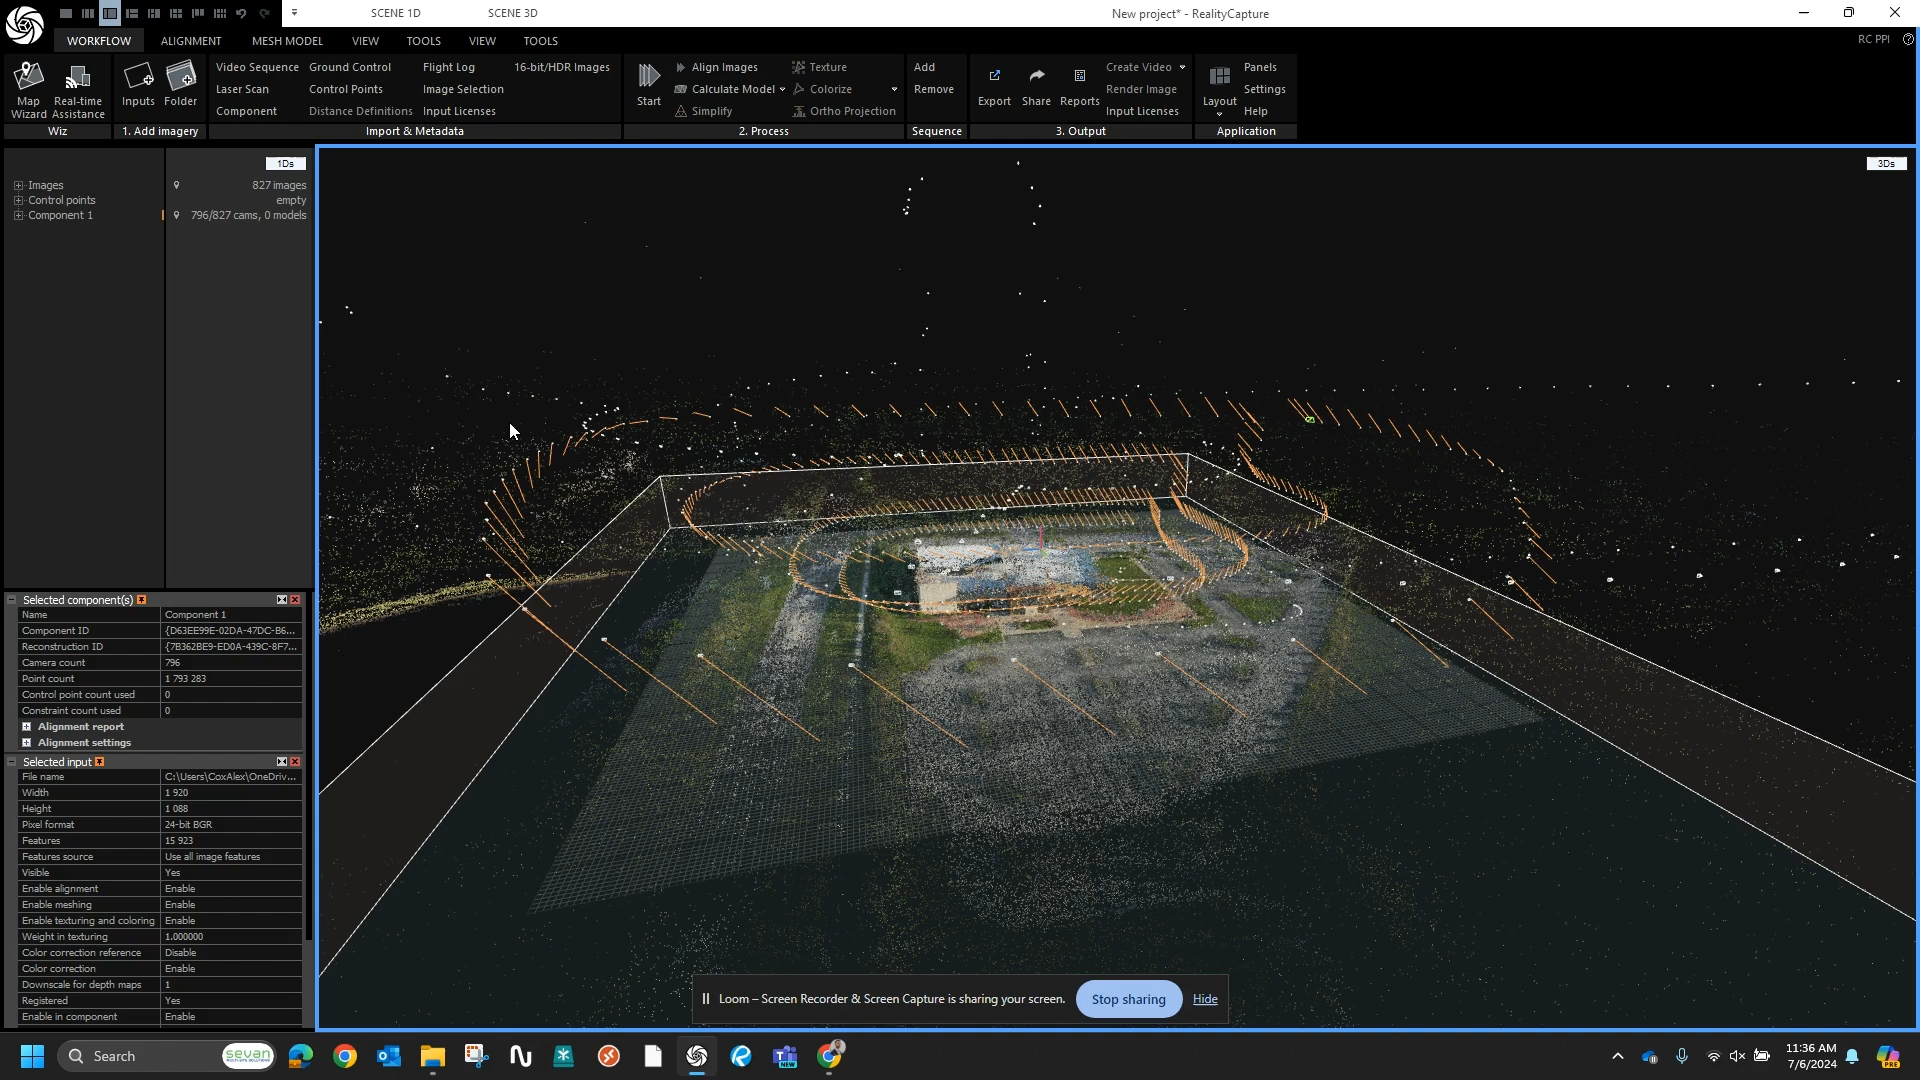 SCENE 1D SCENE 3D New project* - RealityCapture
WORKFLOW ALIGNMENT MESH MODEL VIEW TOOLS VIEW TOOLS RC PPI
Video Sequence Ground Control Flight Log 16-bit/HDR Images Align Images Texture Add Create Video Panels
Laser Scan Control Points Image Selection Calculate Model Colorize Remove Render Image Settings
Map Wizard Real-time Assistance Inputs Folder Start Export Share Reports Layout
Component Distance Definitions Input Licenses Simplify Ortho Projection Input Licenses Help
Wiz 1. Add imagery Import & Metadata 2. Process Sequence 3. Output Application
1Ds 3Ds
Images 827 images
Control points empty
Component 1 796/827 cams, 0 models
Selected component(s)
Name Component 1
Component ID {D63EE99E-02DA-47DC-B6...
Reconstruction ID {7B362BE9-ED0A-439C-8F7...
Camera count 796
Point count 1 793 283
Control point count used 0
Constraint count used 0
Alignment report
Alignment settings
Selected input
File name C:\Users\CoxAlex\OneDriv...
Width 1 920
Height 1 088
Pixel format 24-bit BGR
Features 15 923
Features source Use all image features
Visible Yes
Enable alignment Enable
Enable meshing Enable
Enable texturing and coloring Enable
Weight in texturing 1.000000
Color correction reference Disable
Color correction Enable
Downscale for depth maps 1
Registered Yes
Enable in component Enable
Loom – Screen Recorder & Screen Capture is sharing your screen. Stop sharing Hide
Search sevan 11:36 AM
7/6/2024